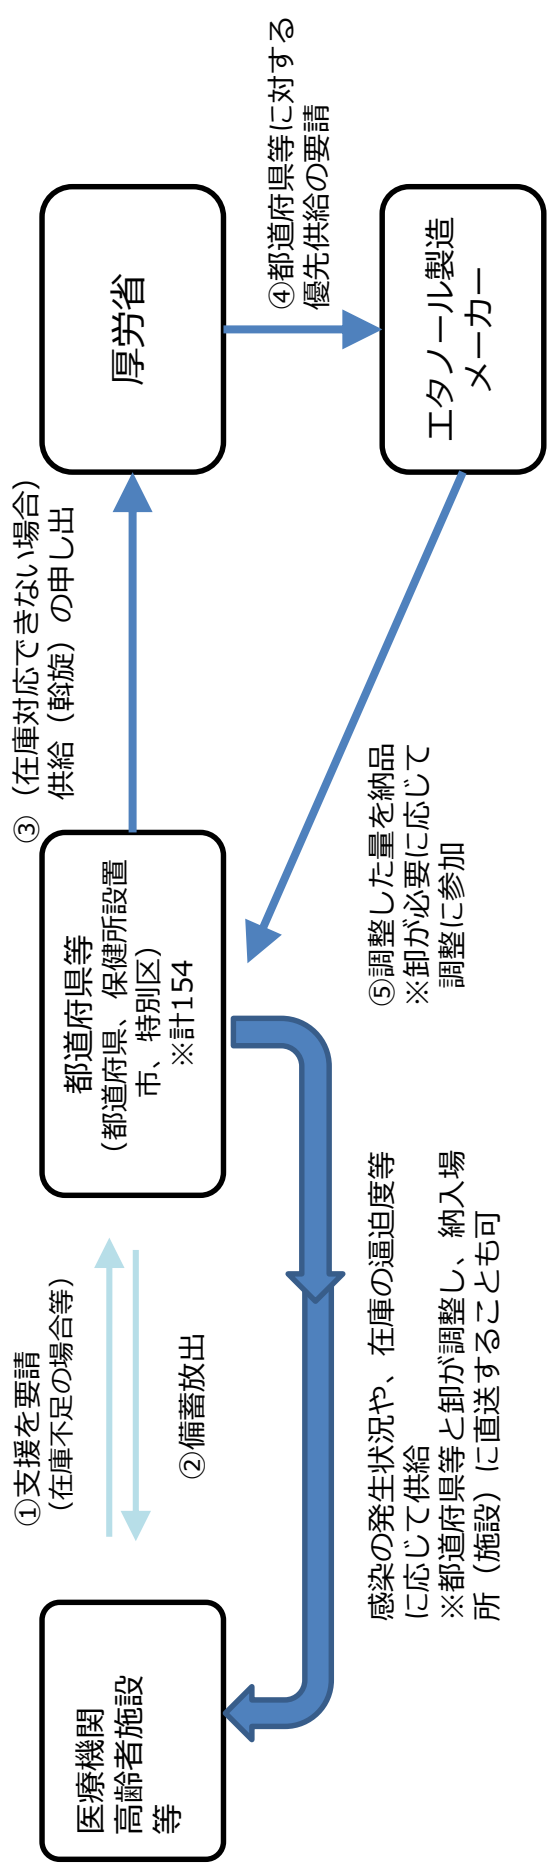 ①支援を要請
（在庫不足の場合等）
②備蓄放出
医療機関
高齢者施設
等
都道府県等
（都道府県、保健所設置
市、特別区）
※計154
③（在庫対応できない場合）
供給（斡旋）の申し出
厚労省
④都道府県等に対する
優先供給の要請
エタノール製造
メーカー
⑤調整した量を納品
※卸が必要に応じて
調整に参加
感染の発生状況や、在庫の逼迫度等
に応じて供給
※都道府県等と卸が調整し、納入場
所（施設）に直送することも可